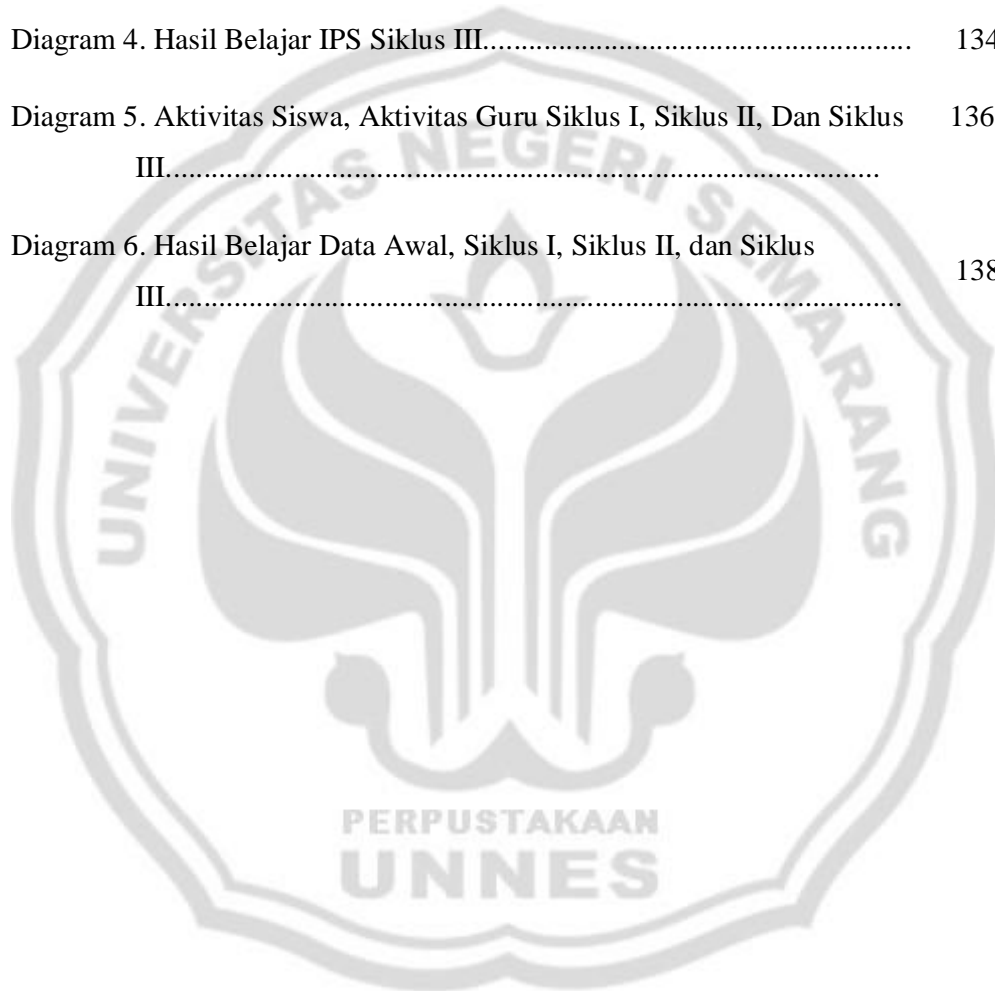 Diagram 4. Hasil Belajar IPS Siklus III........................................................ 134
Diagram 5. Aktivitas Siswa, Aktivitas Guru Siklus I, Siklus II, Dan Siklus 136
III.............................................................................................
Diagram 6. Hasil Belajar Data Awal, Siklus I, Siklus II, dan Siklus
III................................................................................................ 138
UNIVERSITAS NEGERI SEMARANG
PERPUSTAKAAN
UNNES